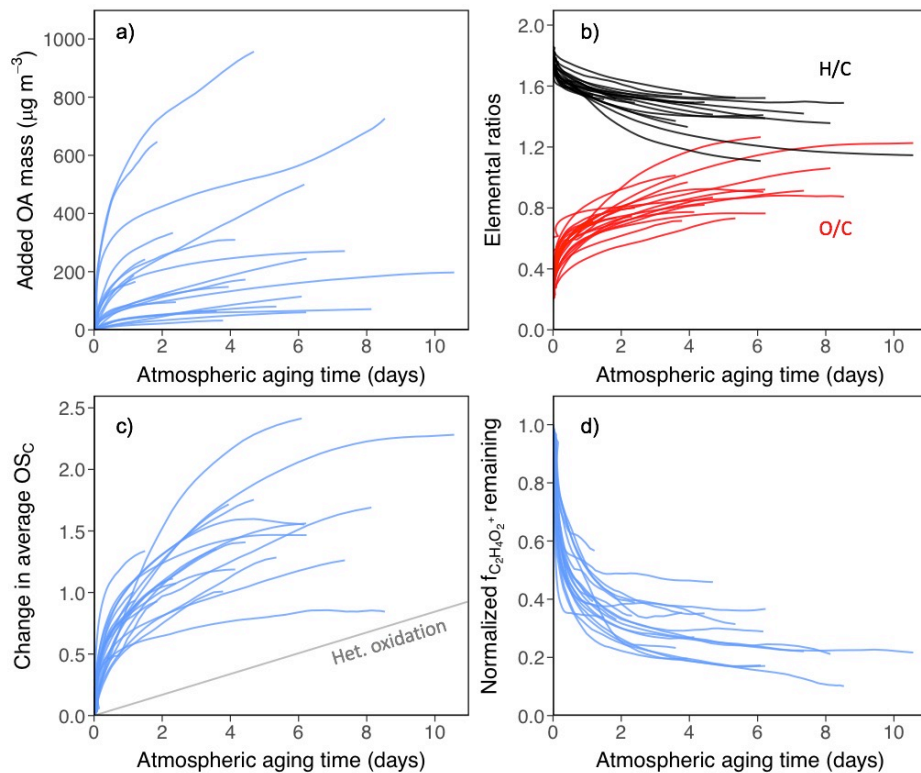 a)
Added OA mass (μg m⁻³)
1000
800
600
400
200
0
0 2 4 6 8 10
Atmospheric aging time (days)
b)
H/C
O/C
Elemental ratios
2.0
1.6
1.2
0.8
0.4
0.0
0 2 4 6 8 10
Atmospheric aging time (days)
c)
Het. oxidation
Change in average OS_C
2.5
2.0
1.5
1.0
0.5
0.0
0 2 4 6 8 10
Atmospheric aging time (days)
d)
Normalized f_C₂H₄O₂⁺ remaining
1.0
0.8
0.6
0.4
0.2
0.0
0 2 4 6 8 10
Atmospheric aging time (days)